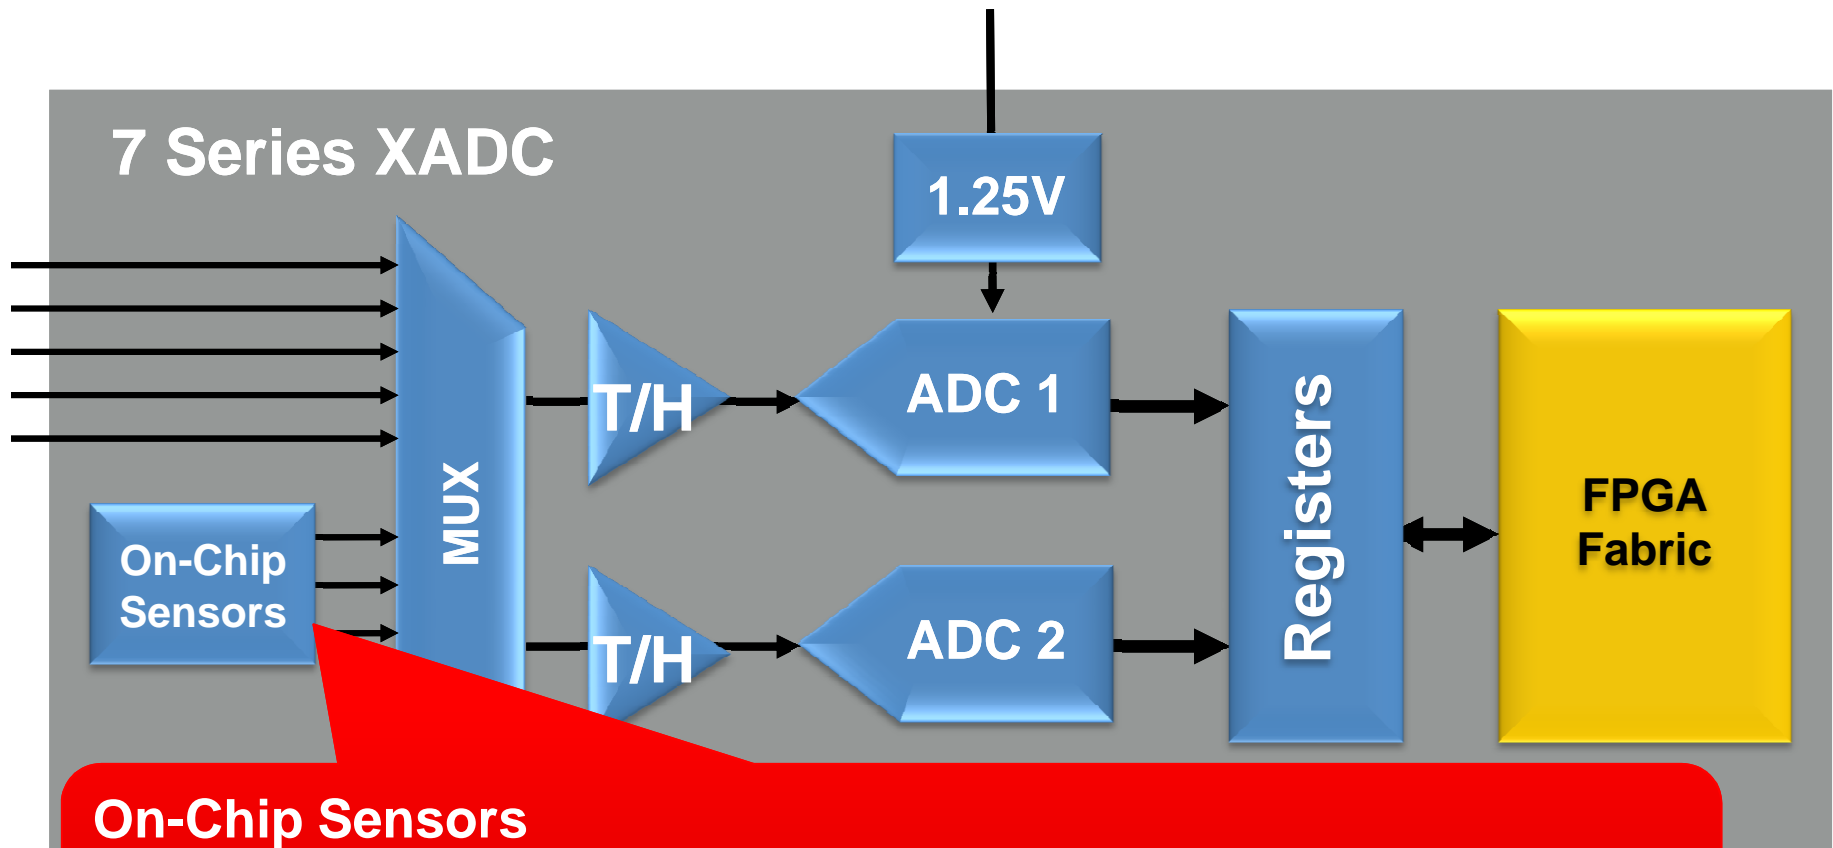 7 Series XADC
1.25V
MUX
T/H
ADC 1
Registers
FPGA
Fabric
On-Chip
Sensors
T/H
ADC 2
On-Chip Sensors